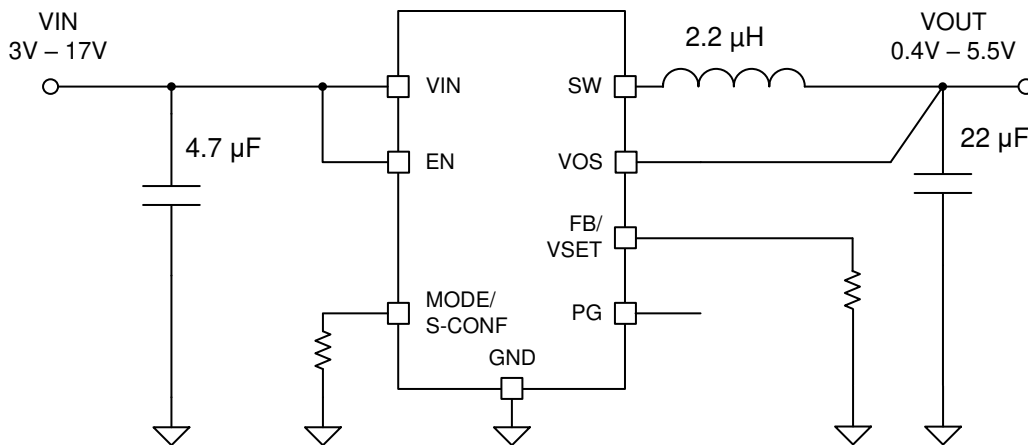 VIN
3V – 17V
4.7 µF
VIN
EN
MODE/
S-CONF
GND
SW
VOS
FB/
VSET
PG
2.2 µH
VOUT
0.4V – 5.5V
22 µF